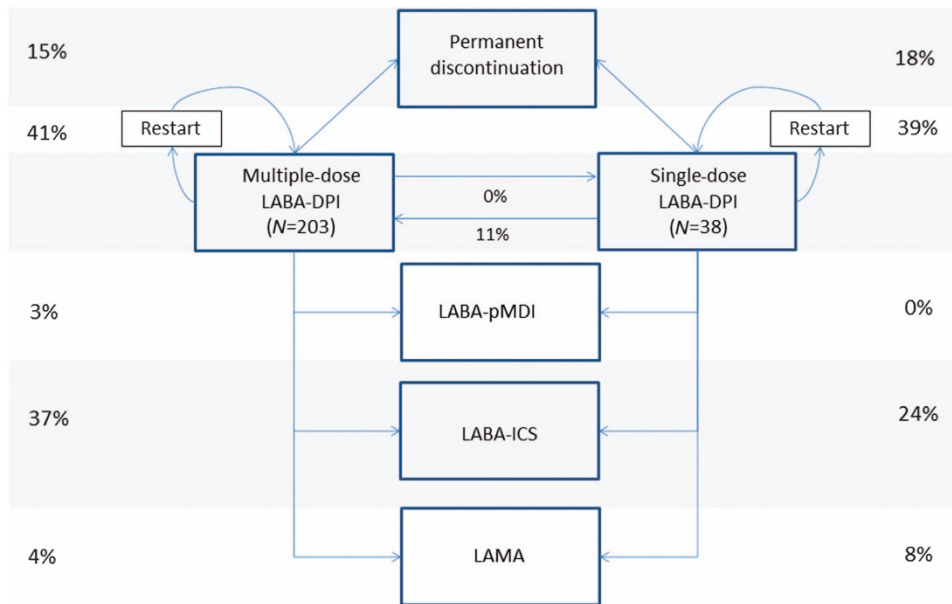 15%
Permanent
discontinuation
18%
41%
Restart
Restart
39%
Multiple-dose
LABA-DPI
(N=203)
0%
11%
Single-dose
LABA-DPI
(N=38)
3%
LABA-pMDI
0%
37%
LABA-ICS
24%
4%
LAMA
8%